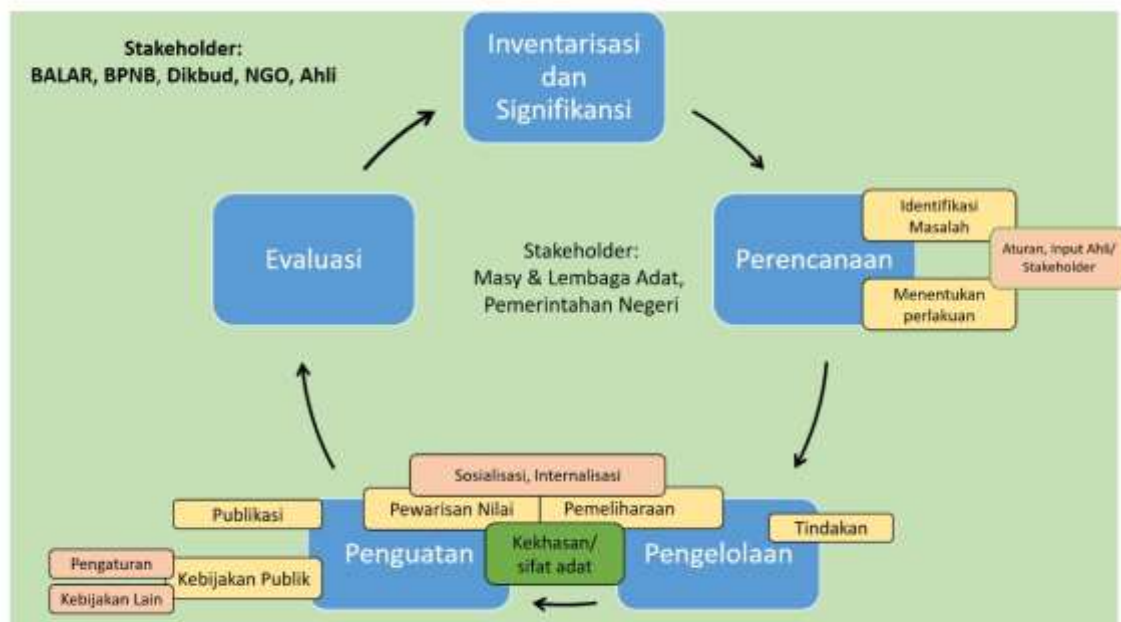 Stakeholder:
BALAR, BPNB, Dikbud, NGO, Ahli
Inventarisasi
dan
Signifikansi
Evaluasi
Stakeholder:
Masy & Lembaga Adat,
Pemerintahan Negeri
Perencanaan
Identifikasi
Masalah
Aturan, Input Ahli/
Stakeholder
Menentukan
perlakuan
Sosialisasi, Internalisasi
Publikasi
Pewarisan Nilai
Pemeliharaan
Tindakan
Penguatan
Kekhasan/
sifat adat
Pengelolaan
Pengaturan
Kebijakan Publik
Kebijakan Lain